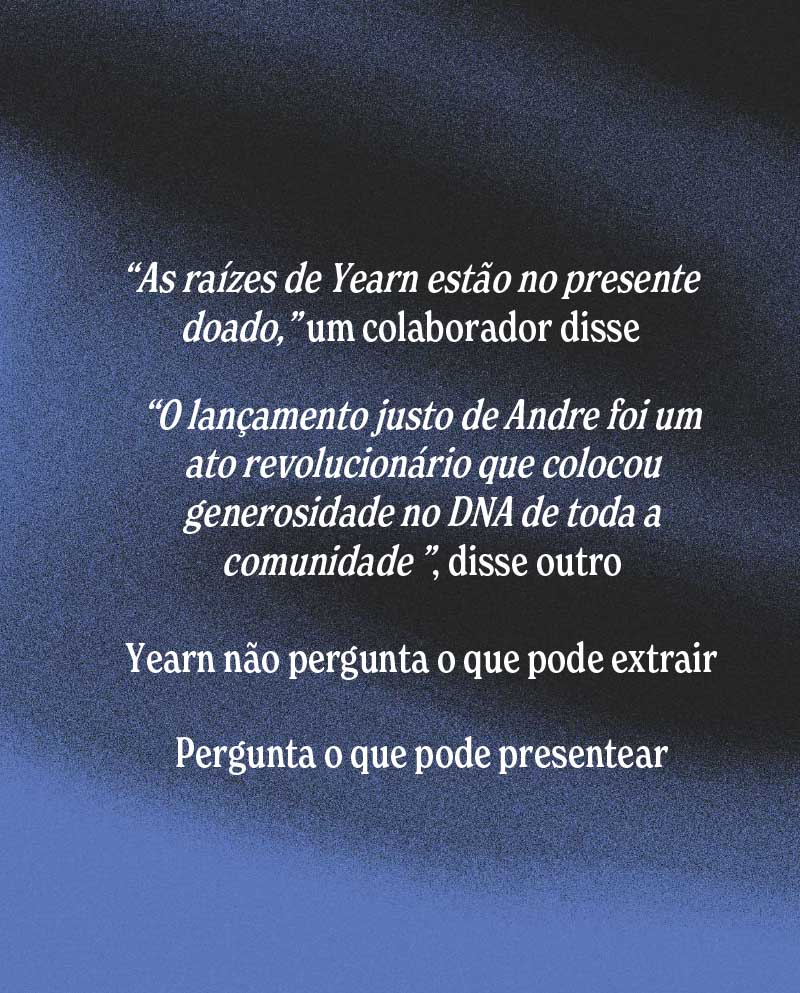 “As raízes de Yearn estão no presente
doado,” um colaborador disse
“O lançamento justo de Andre foi um
ato revolucionário que colocou
generosidade no DNA de toda a
comunidade ”, disse outro
Yearn não pergunta o que pode extrair
Pergunta o que pode presentear